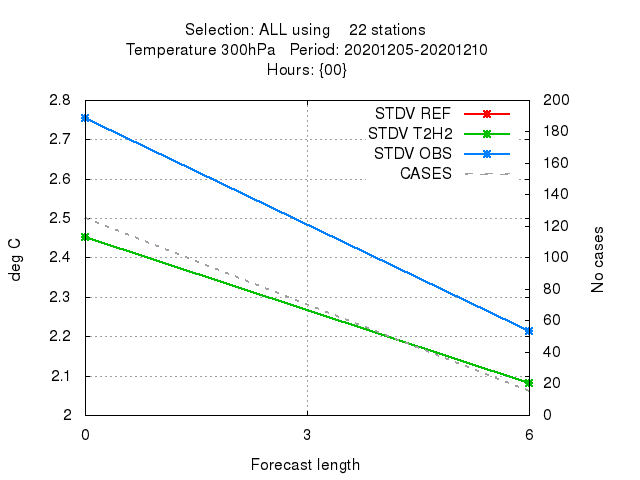 Selection: ALL using    22 stations
Temperature 300hPa   Period: 20201205-20201210
Hours: {00}
2.8
2.7
2.6
2.5
2.4
2.3
2.2
2.1
2
deg C
STDV REF
STDV T2H2
STDV OBS
CASES
200
180
160
140
120
100
80
60
40
20
0
No cases
0 3 6
Forecast length